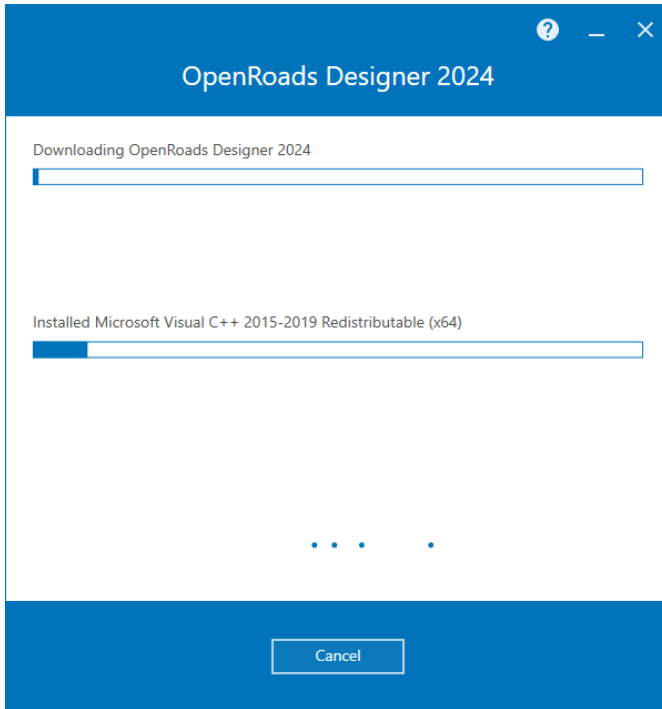 ?
OpenRoads Designer 2024
Downloading OpenRoads Designer 2024
Installed Microsoft Visual C++ 2015-2019 Redistributable (x64)
Cancel